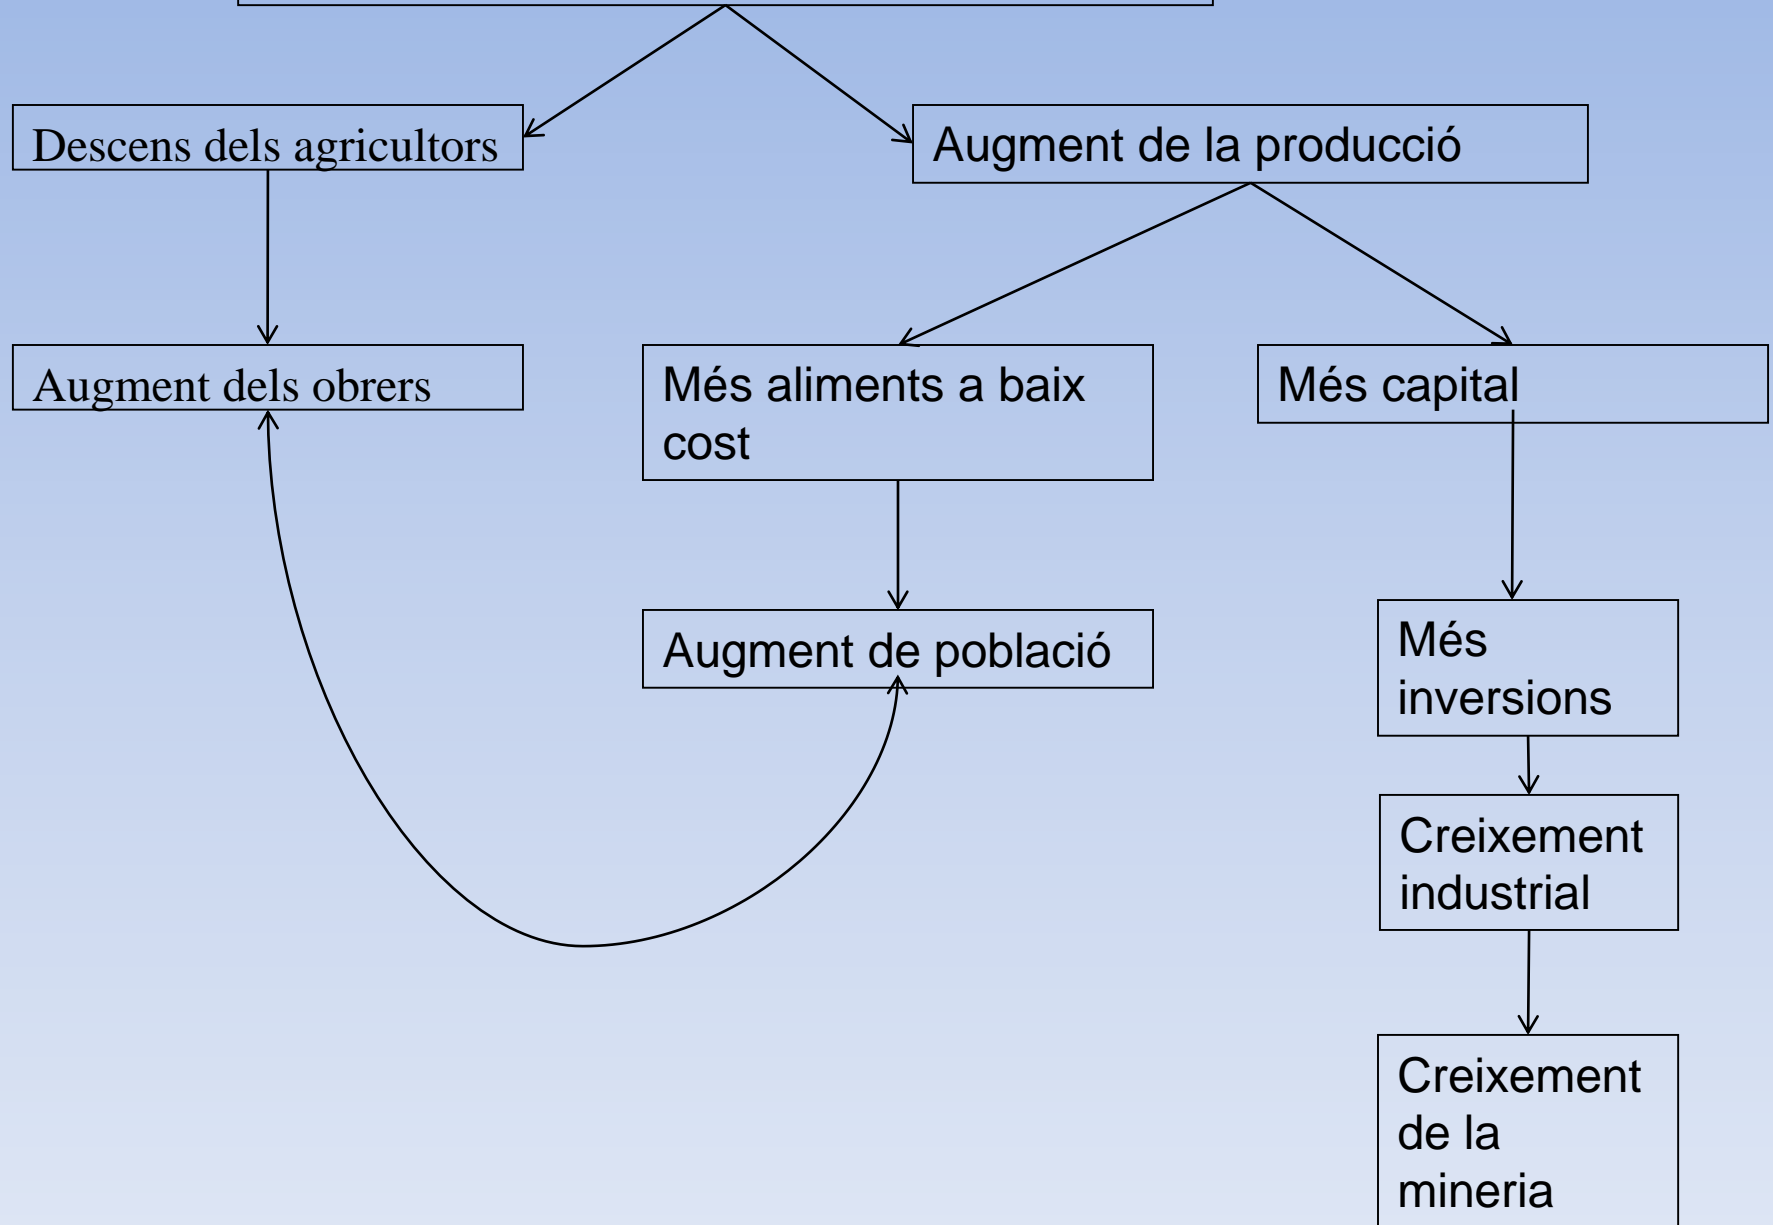 Descens dels agricultors
Augment de la producció
Augment dels obrers
Més aliments a baix
cost
Més capital
Augment de població
Més
inversions
Creixement
industrial
Creixement
de la
mineria